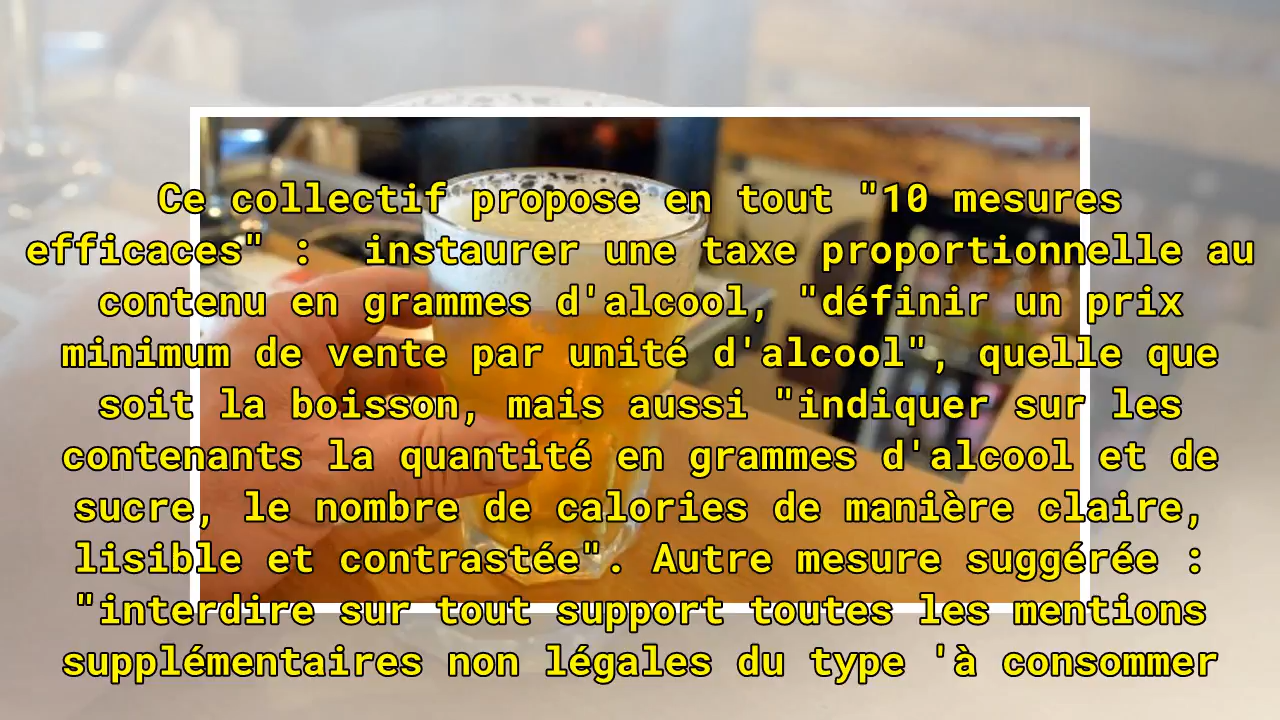 Ce collectif propose en tout "10 mesures
efficaces" :  instaurer une taxe proportionnelle au
contenu en grammes d'alcool, "définir un prix
minimum de vente par unité d'alcool", quelle que
soit la boisson, mais aussi "indiquer sur les
contenants la quantité en grammes d'alcool et de
sucre, le nombre de calories de manière claire,
lisible et contrastée". Autre mesure suggérée :
"interdire sur tout support toutes les mentions
supplémentaires non légales du type 'à consommer